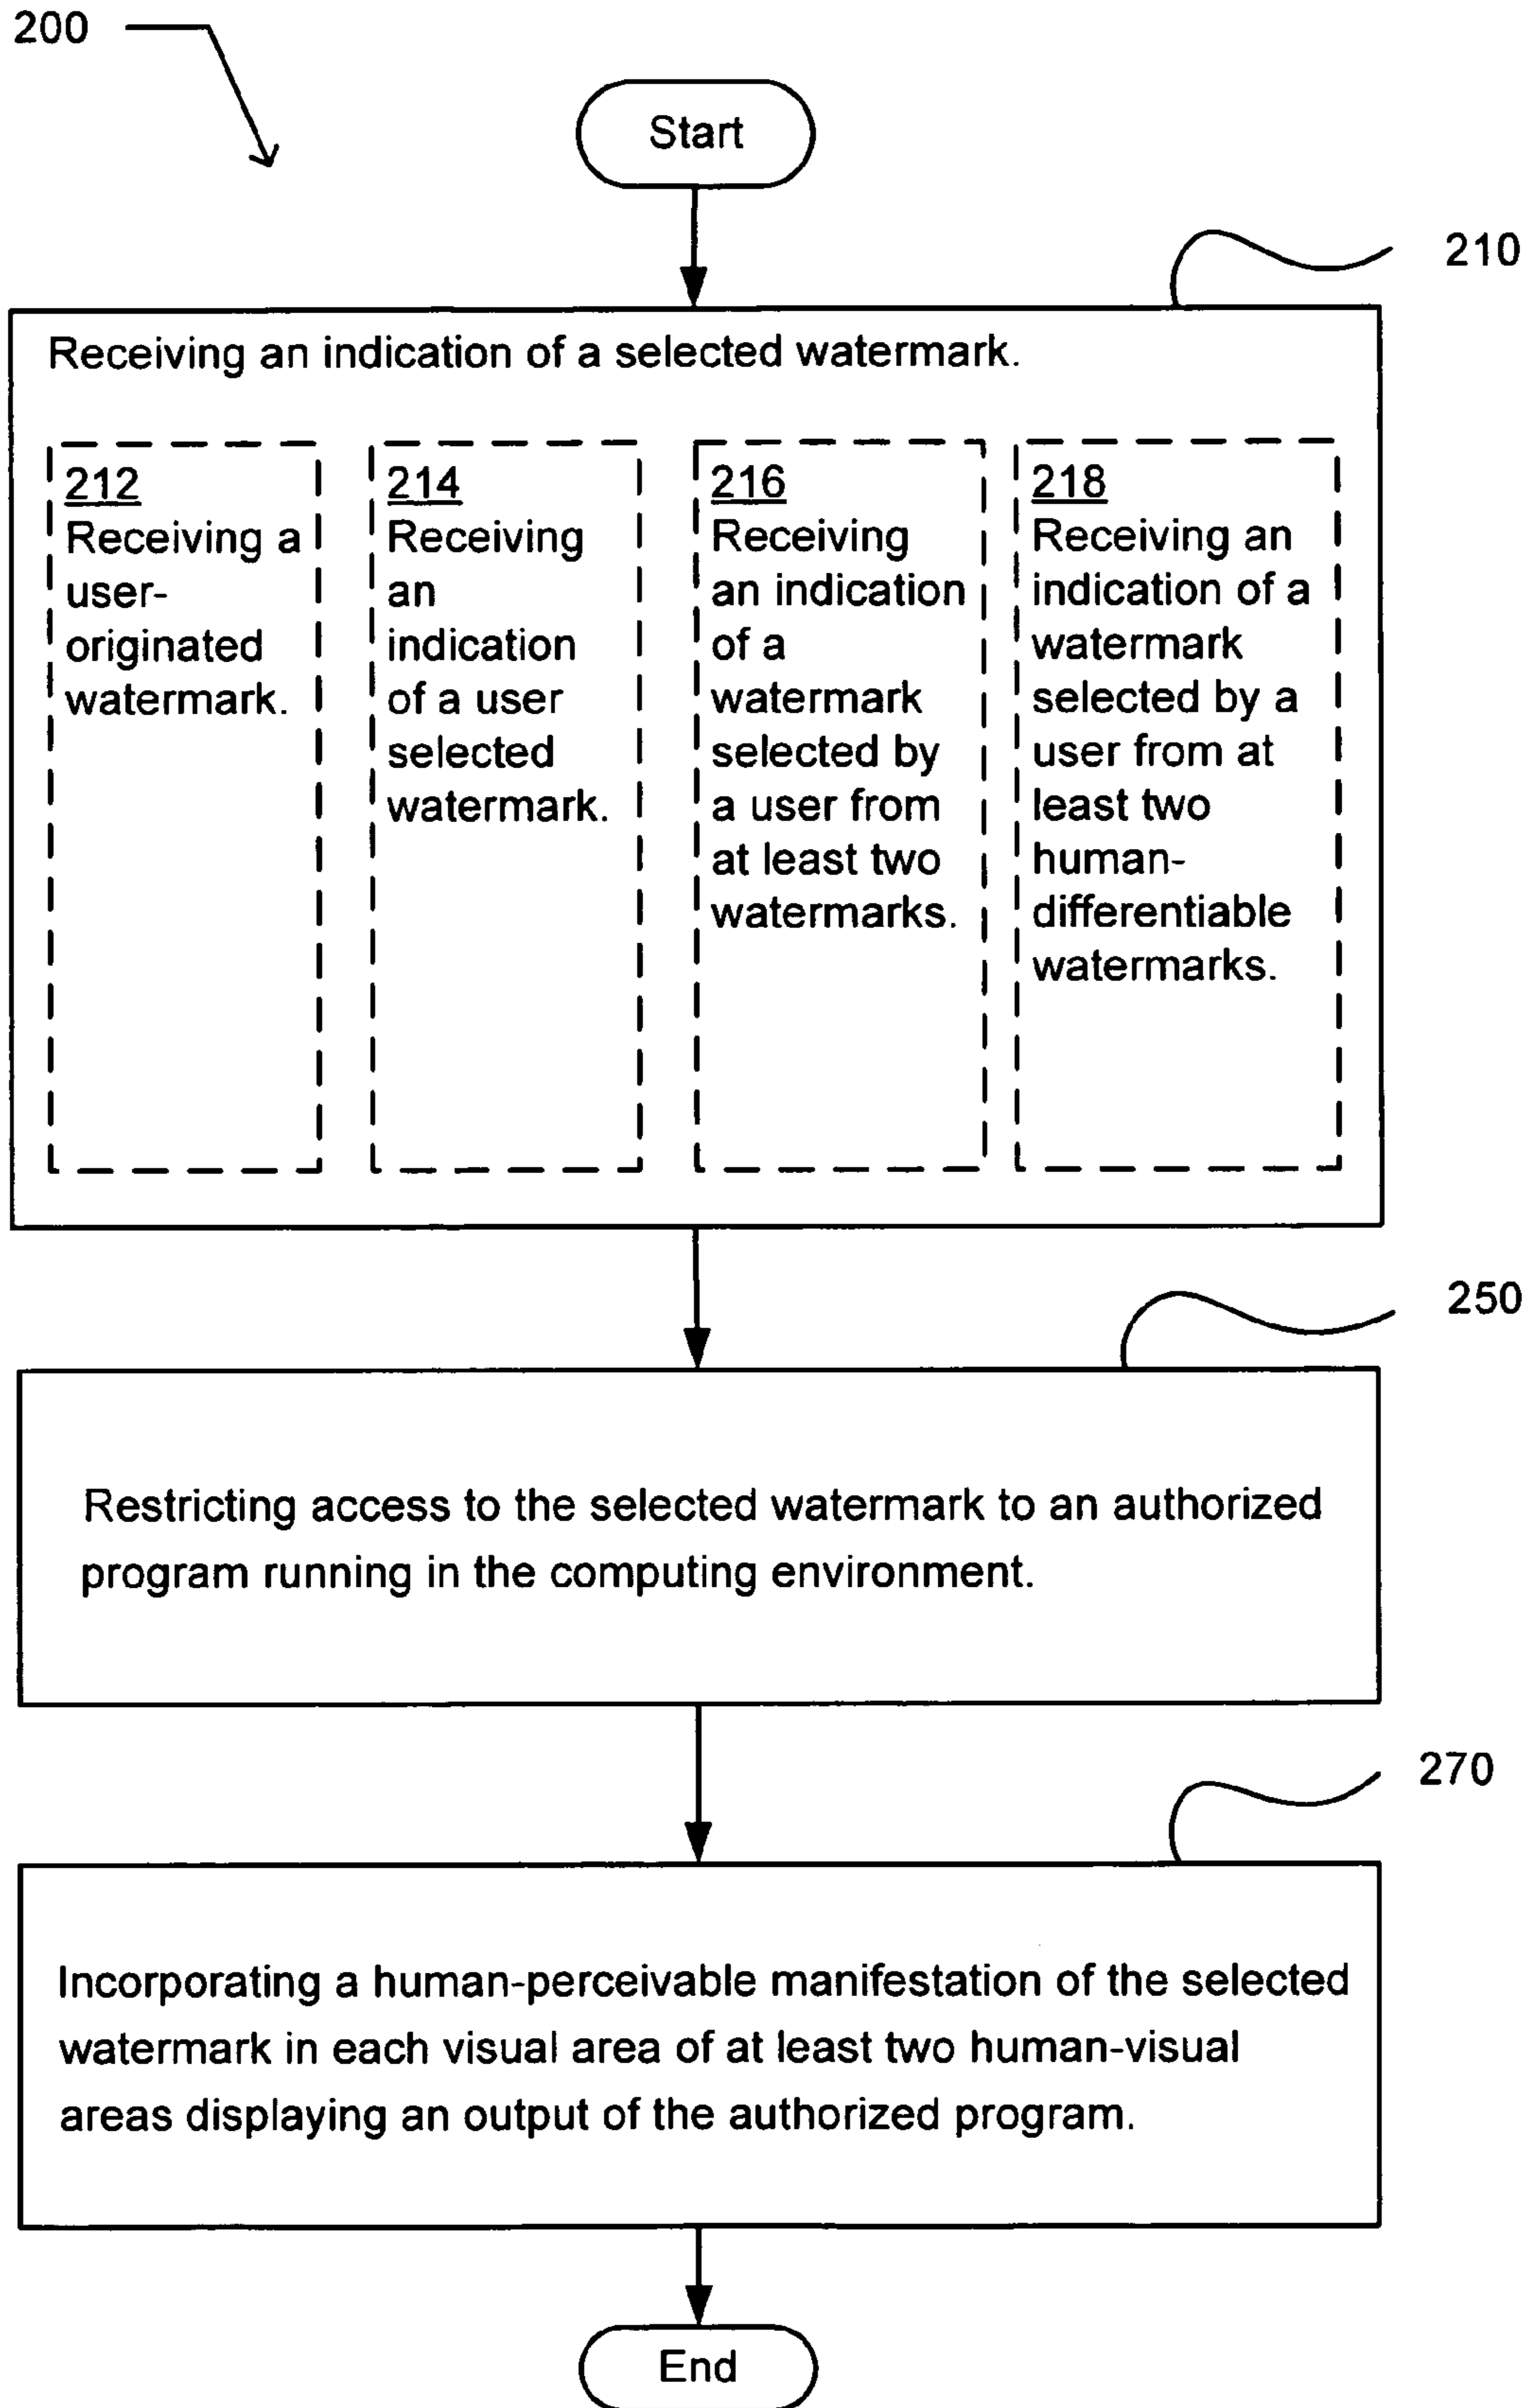 200
Start
210
Receiving an indication of a selected watermark.
212
Receiving a
user-
originated
watermark.
214
Receiving
an
indication
of a user
selected
watermark.
216
Receiving
an indication
of a
watermark
selected by
a user from
at least two
watermarks.
218
Receiving an
indication of a
watermark
selected by a
user from at
least two
human-
differentiable
watermarks.
250
Restricting access to the selected watermark to an authorized
program running in the computing environment.
270
Incorporating a human-perceivable manifestation of the selected
watermark in each visual area of at least two human-visual
areas displaying an output of the authorized program.
End